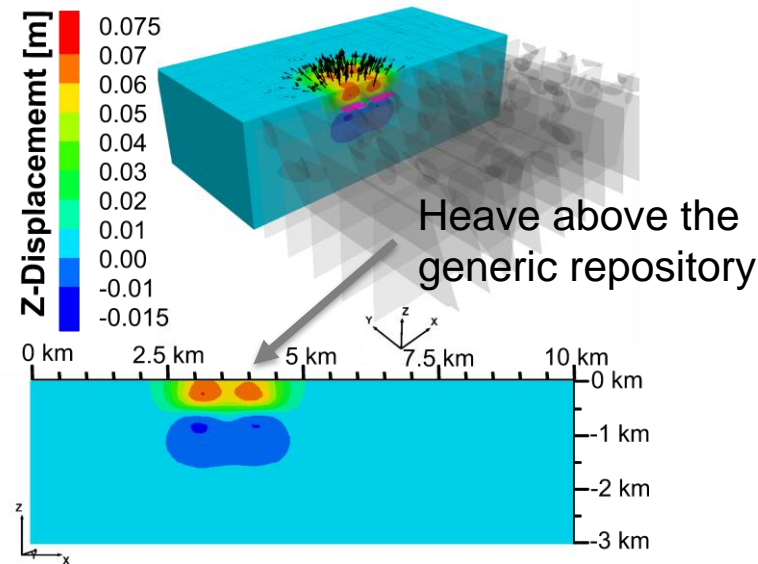 Z-Displacememt [m]
0.075
0.07
0.06
0.05
0.04
0.03
0.02
0.01
0.00
-0.01
-0.015
Heave above the
generic repository
Y Z X
0 km 2.5 km 5 km 7.5 km 10 km
0 km
-1 km
-2 km
-3 km
Z
Y X